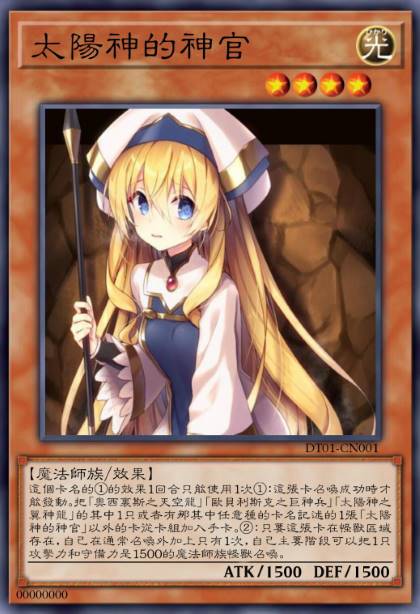 太陽神的神官
光
DT01-CN001
【魔法師族/效果】
這個卡名的①的效果1回合只能使用1次①:這張卡召喚成功時才
能發動。把「奧西里斯之天空龍」「歐貝利斯克之巨神兵」「太陽神之
翼神龍」的其中1只或者有那其中任意種的卡名記述的1張「太陽
神的神官」以外的卡從卡組加入手卡。②:只要這張卡在怪獸區域
存在,自己在通常召喚外加上只有1次,自己主要階段可以把1只
攻擊力和守備力是1500的魔法師族怪獸召喚。
ATK/1500 DEF/1500
00000000